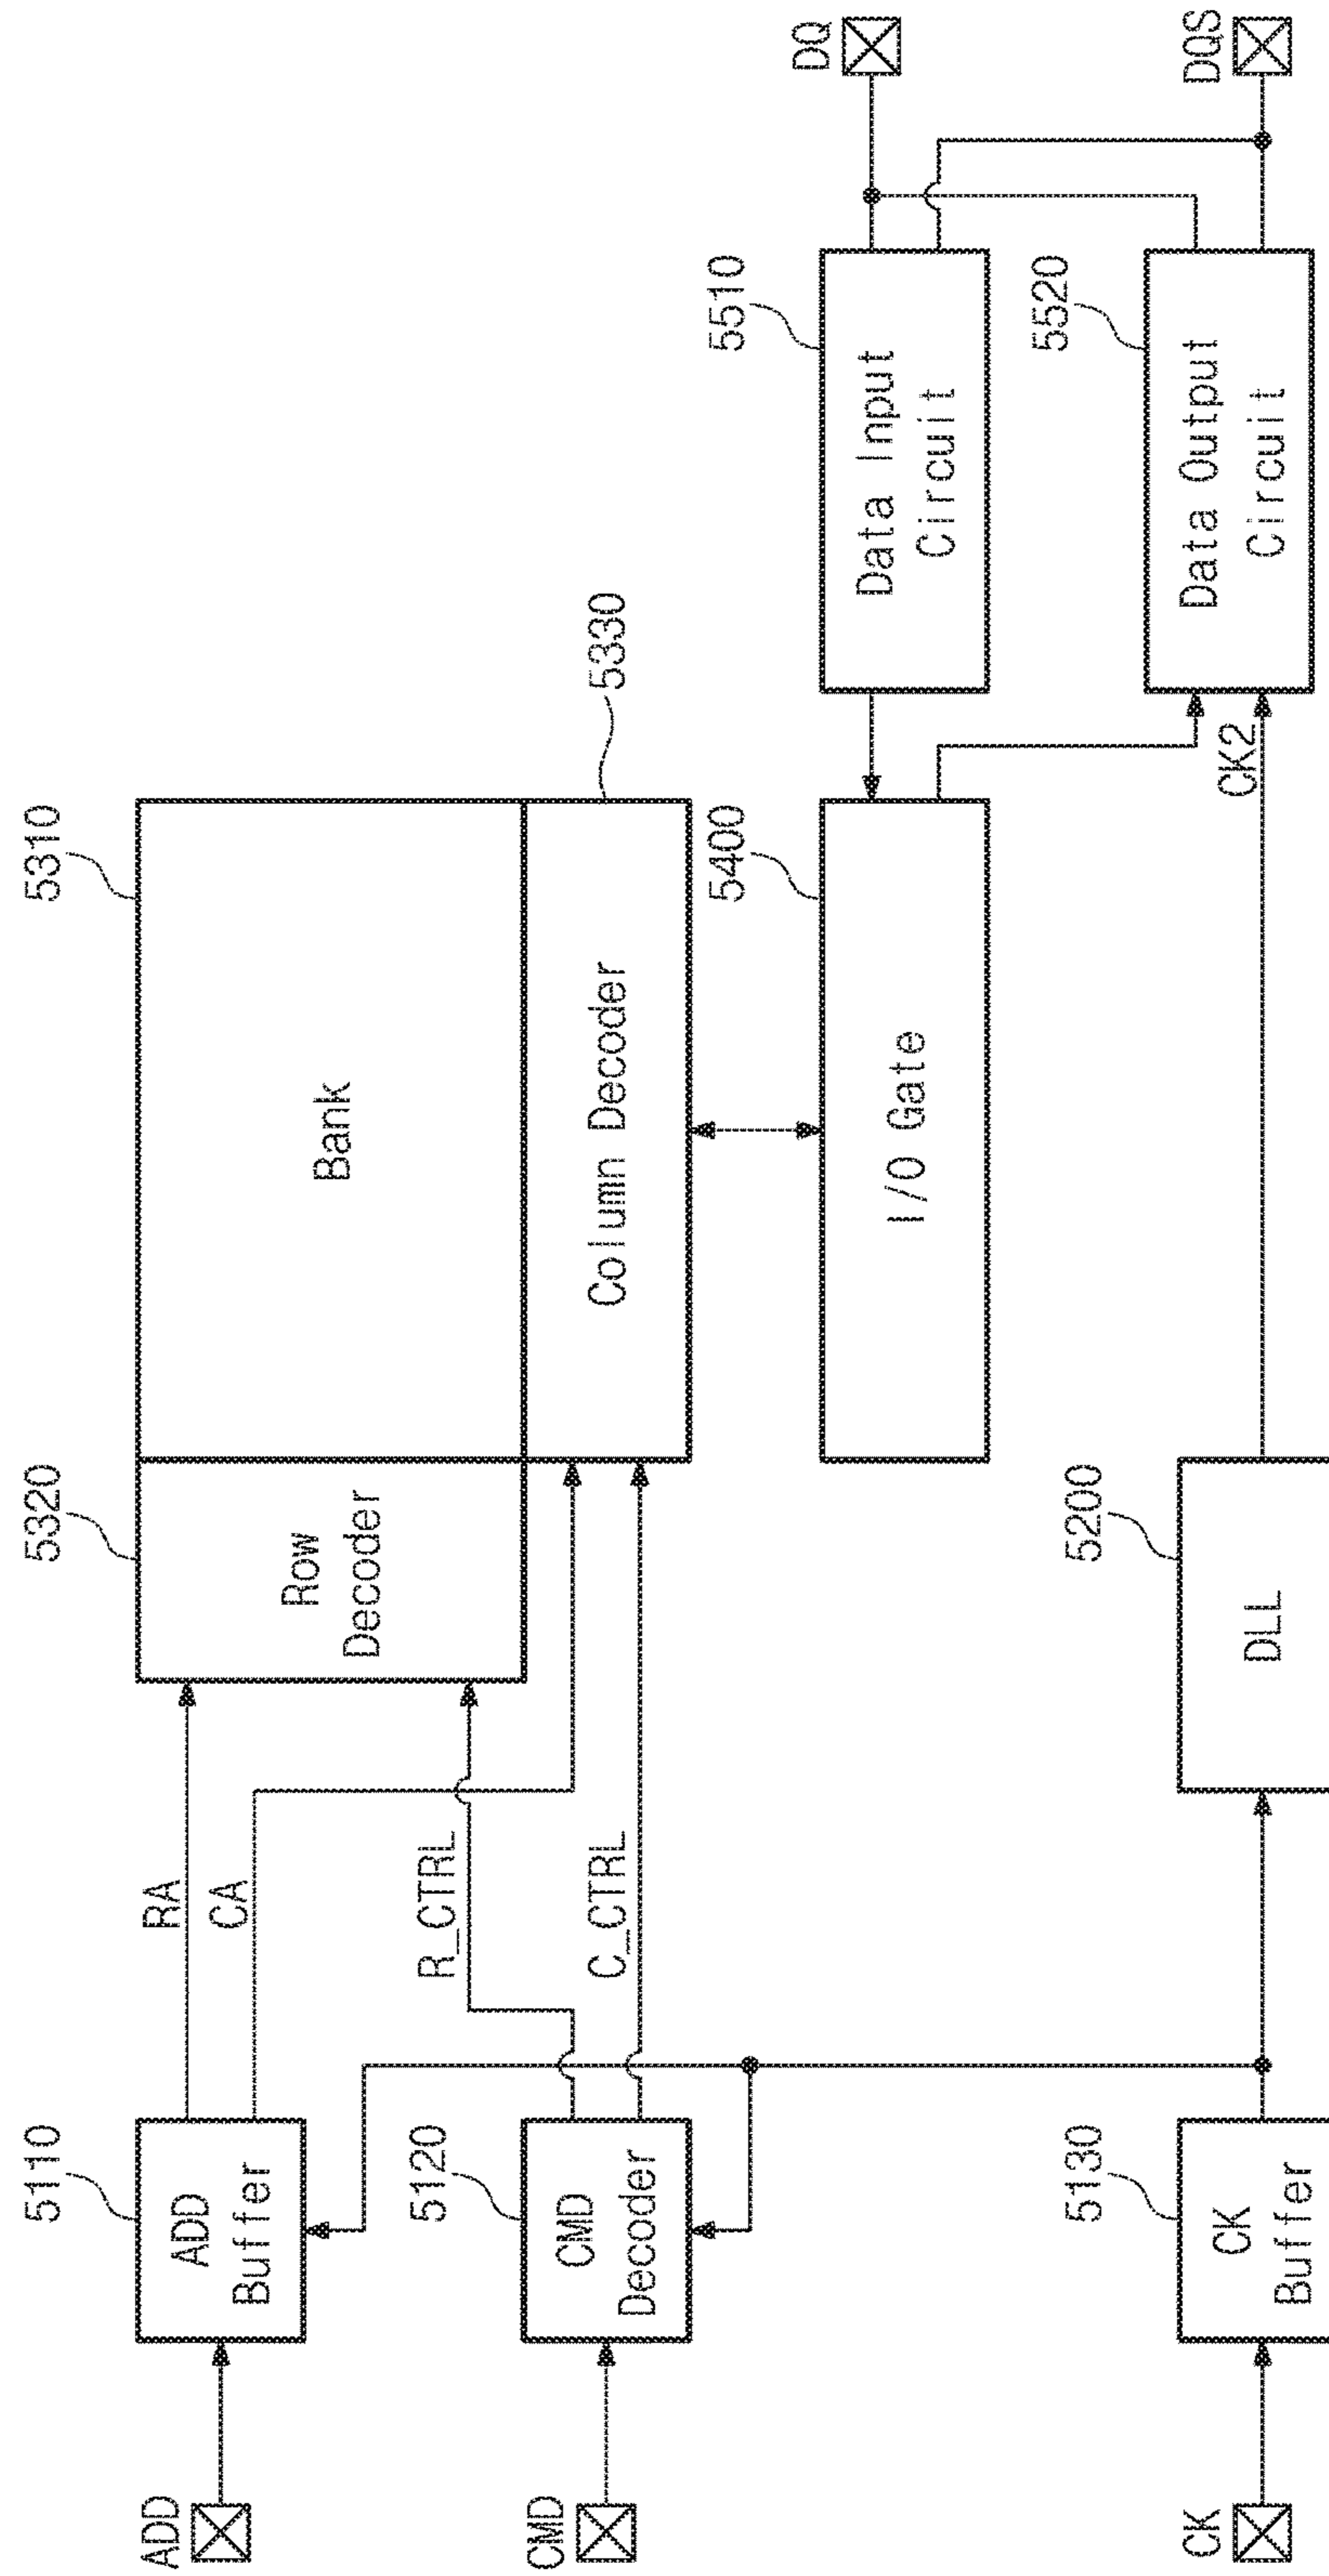 5320
5310
5110
ADD
ADD
Buffer
RA
CA
Row
Decoder
Bank
5120
CMD
CMD
Decoder
R_CTRL
C_CTRL
Column Decoder
5330
5400
I/O Gate
5510
Data Input
Circuit
DQ
5130
CK
CK
Buffer
5200
DLL
CK2
5520
Data Output
Circuit
DQS